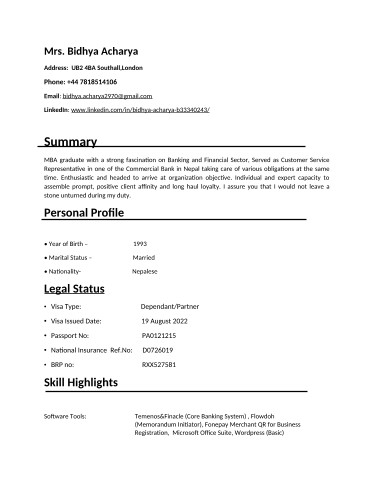 Mrs. Bidhya Acharya
Address: UB2 4BA Southall,London
Phone: +44 7818514106
Email: bidhya.acharya2970@gmail.com
LinkedIn: www.linkedin.com/in/bidhya-acharya-b33340243/
Summary
MBA graduate with a strong fascination on Banking and Financial Sector, Served as Customer Service
Representative in one of the Commercial Bank in Nepal taking care of various obligations at the same
time. Enthusiastic and headed to arrive at organization objective. Individual and expert capacity to
assemble prompt, positive client affinity and long haul loyalty. I assure you that I would not leave a
stone unturned during my duty.
Personal Profile
• Year of Birth – 1993
• Marital Status – Married
• Nationality- Nepalese
Legal Status
• Visa Type: Dependant/Partner
• Visa Issued Date: 19 August 2022
• Passport No: PA0121215
• National Insurance Ref.No: D0726019
• BRP no: RXX527581
Skill Highlights
Software Tools: Temenos&Finacle (Core Banking System) , Flowdoh
(Memorandum Initiator), Fonepay Merchant QR for Business
Registration, Microsoft Office Suite, Wordpress (Basic)